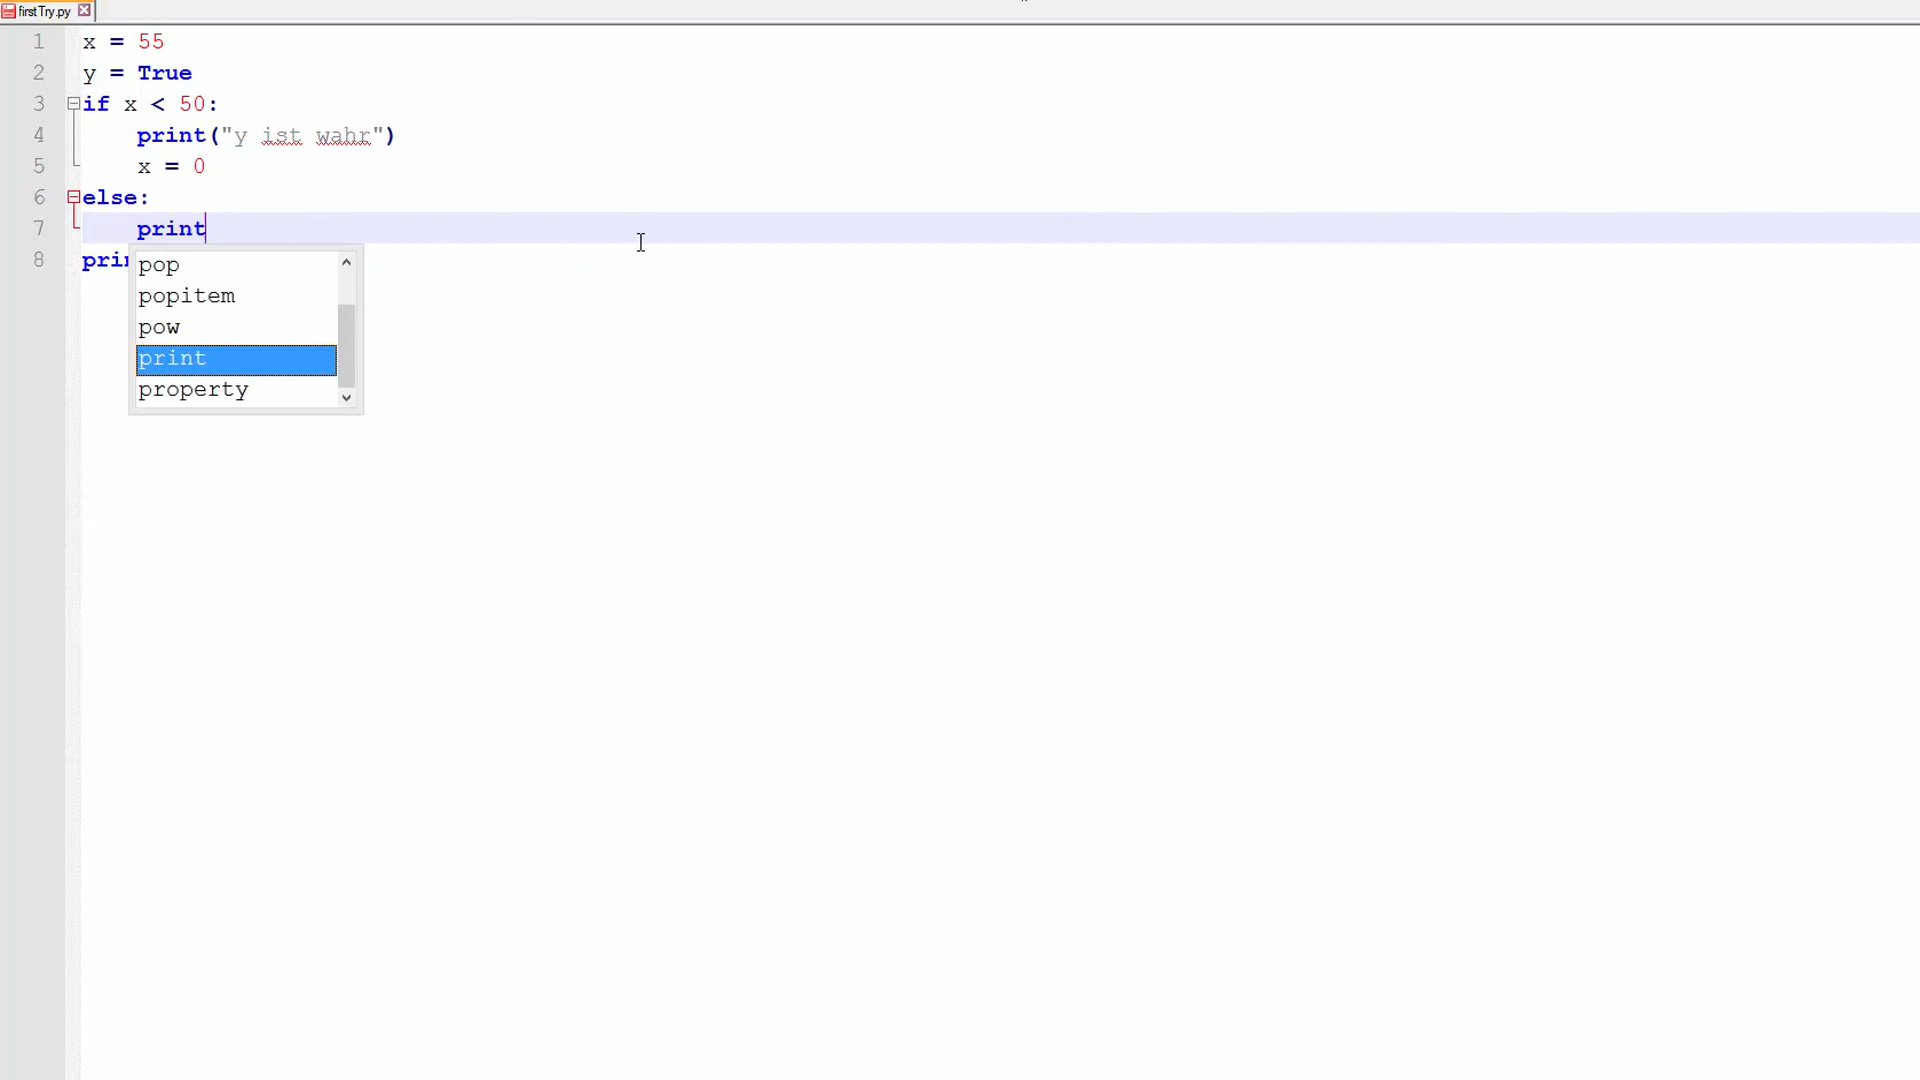 firstTry.py
1 x = 55
2 y = True
3 if x < 50:
4 print("y ist wahr")
5 x = 0
6 else:
7 print
8
pop
popitem
pow
print
property